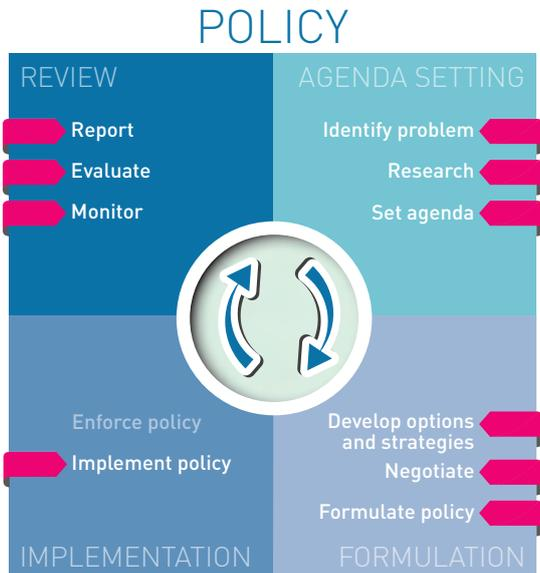 POLICY
REVIEW
Report
Evaluate
Monitor
AGENDA SETTING
Identify problem
Research
Set agenda
Enforce policy
Implement policy
IMPLEMENTATION
Develop options
and strategies
Negotiate
Formulate policy
FORMULATION